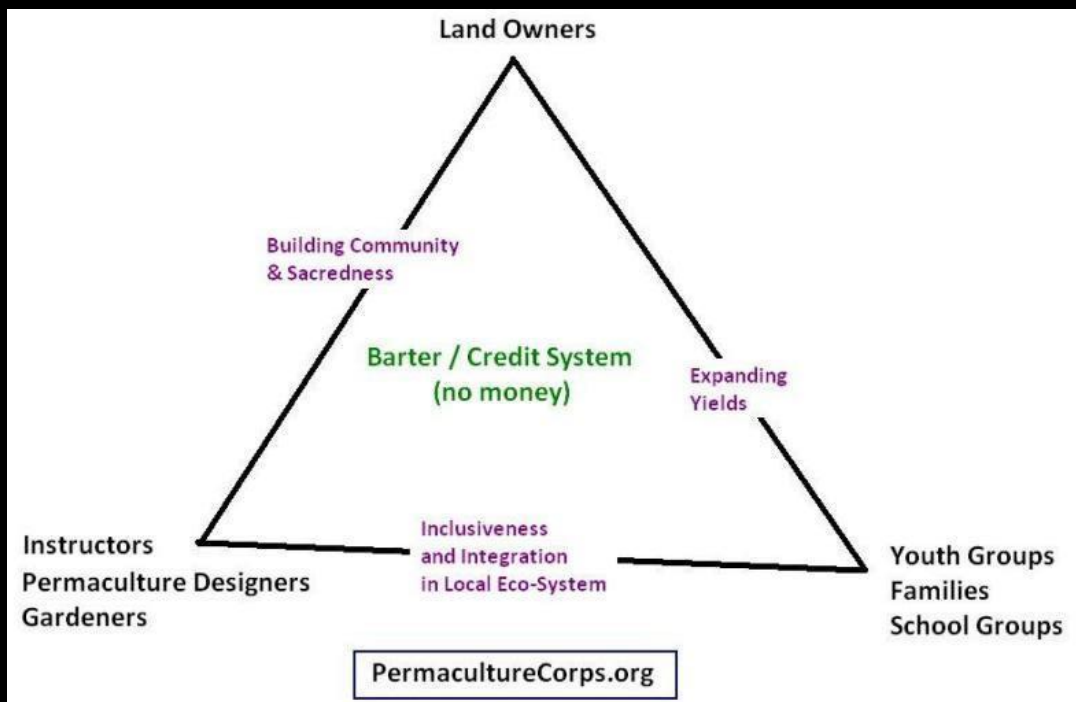 Land Owners
Building Community
& Sacredness
Barter / Credit System
(no money)
Expanding
Yields
Instructors
Permaculture Designers
Gardeners
Inclusiveness
and Integration
in Local Eco-System
Youth Groups
Families
School Groups
PermacultureCorps.org